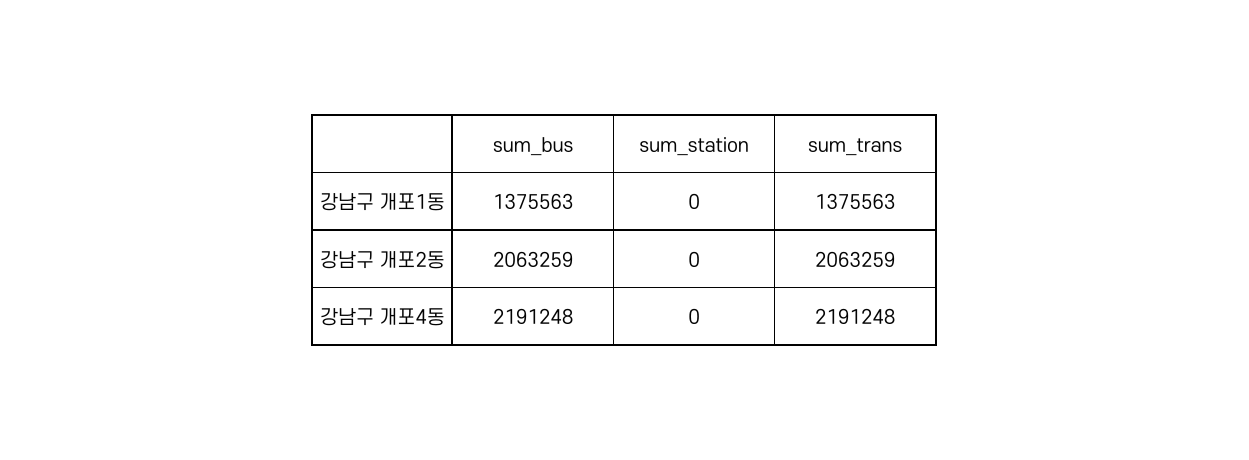 sum_bus sum_station sum_trans
강남구 개포1동 1375563 0 1375563
강남구 개포2동 2063259 0 2063259
강남구 개포4동 2191248 0 2191248